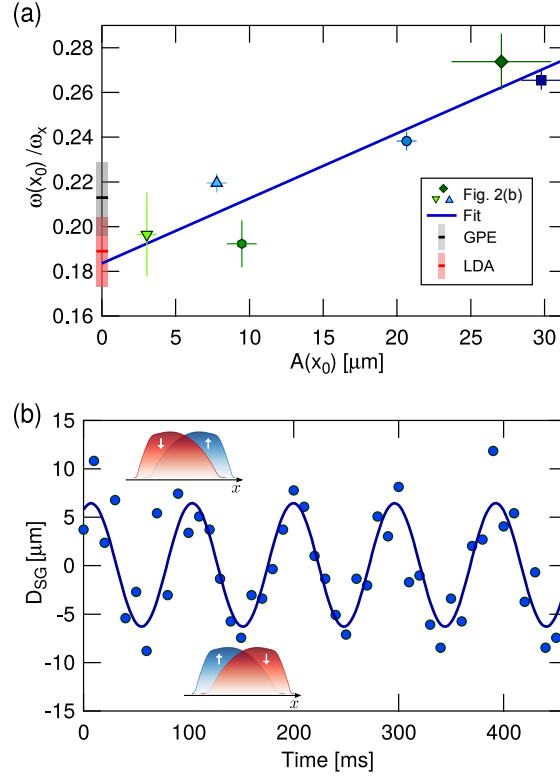 (a)
0.28
0.26
0.24
0.22
0.20
0.18
0.16
ω(x₀)/ωₓ
Fig. 2(b)
Fit
GPE
LDA
0 5 10 15 20 25 30
A(x₀) [μm]
(b)
15
10
5
0
-5
-10
-15
D_SG [μm]
↓ ↑
x
↑ ↓
x
0 100 200 300 400
Time [ms]